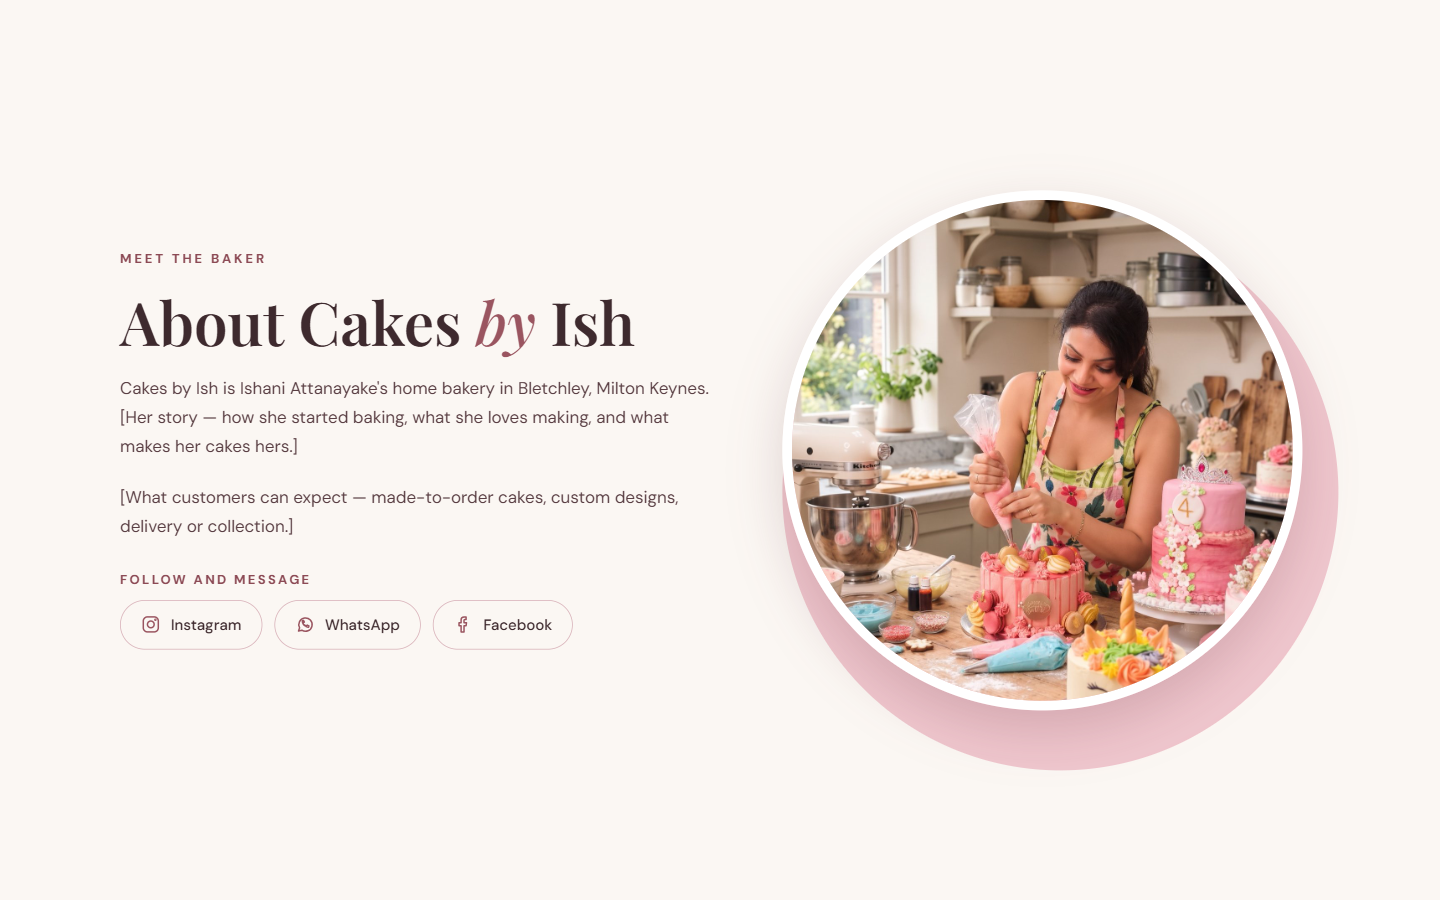 MEET THE BAKER
About Cakes by Ish
Cakes by Ish is Ishani Attanayake's home bakery in Bletchley, Milton Keynes.
[Her story — how she started baking, what she loves making, and what
makes her cakes hers.]
[What customers can expect — made-to-order cakes, custom designs,
delivery or collection.]
FOLLOW AND MESSAGE
Instagram
WhatsApp
Facebook
4